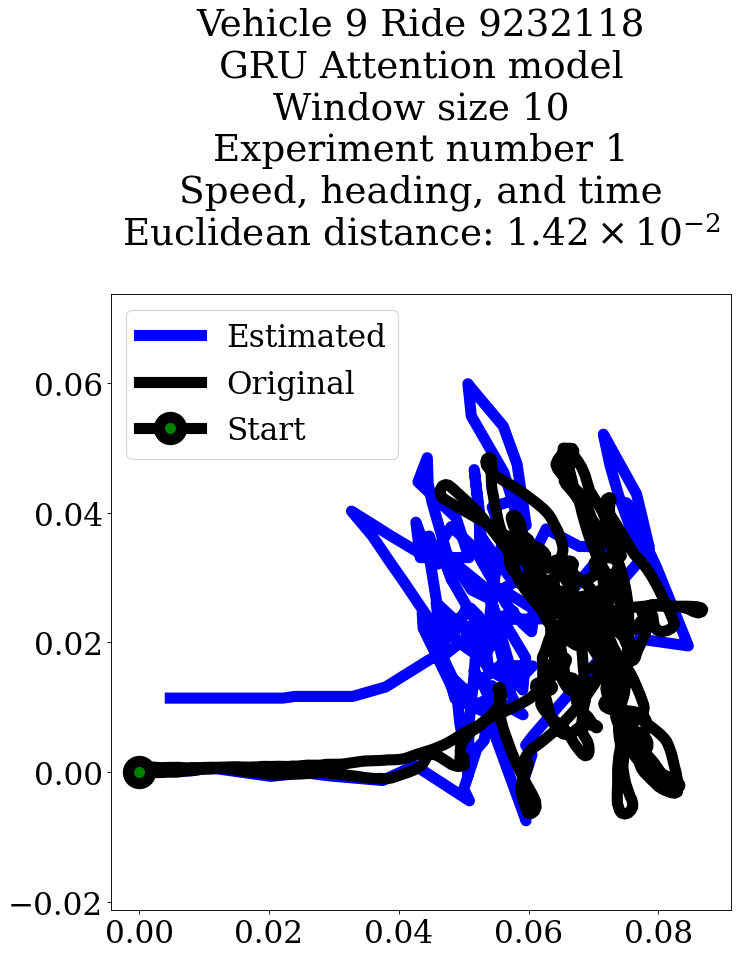 Vehicle 9 Ride 9232118
GRU Attention model
Window size 10
Experiment number 1
Speed, heading, and time
Euclidean distance: 1.42 × 10⁻²
Estimated
Original
Start
0.06
0.04
0.02
0.00
−0.02
0.00 0.02 0.04 0.06 0.08